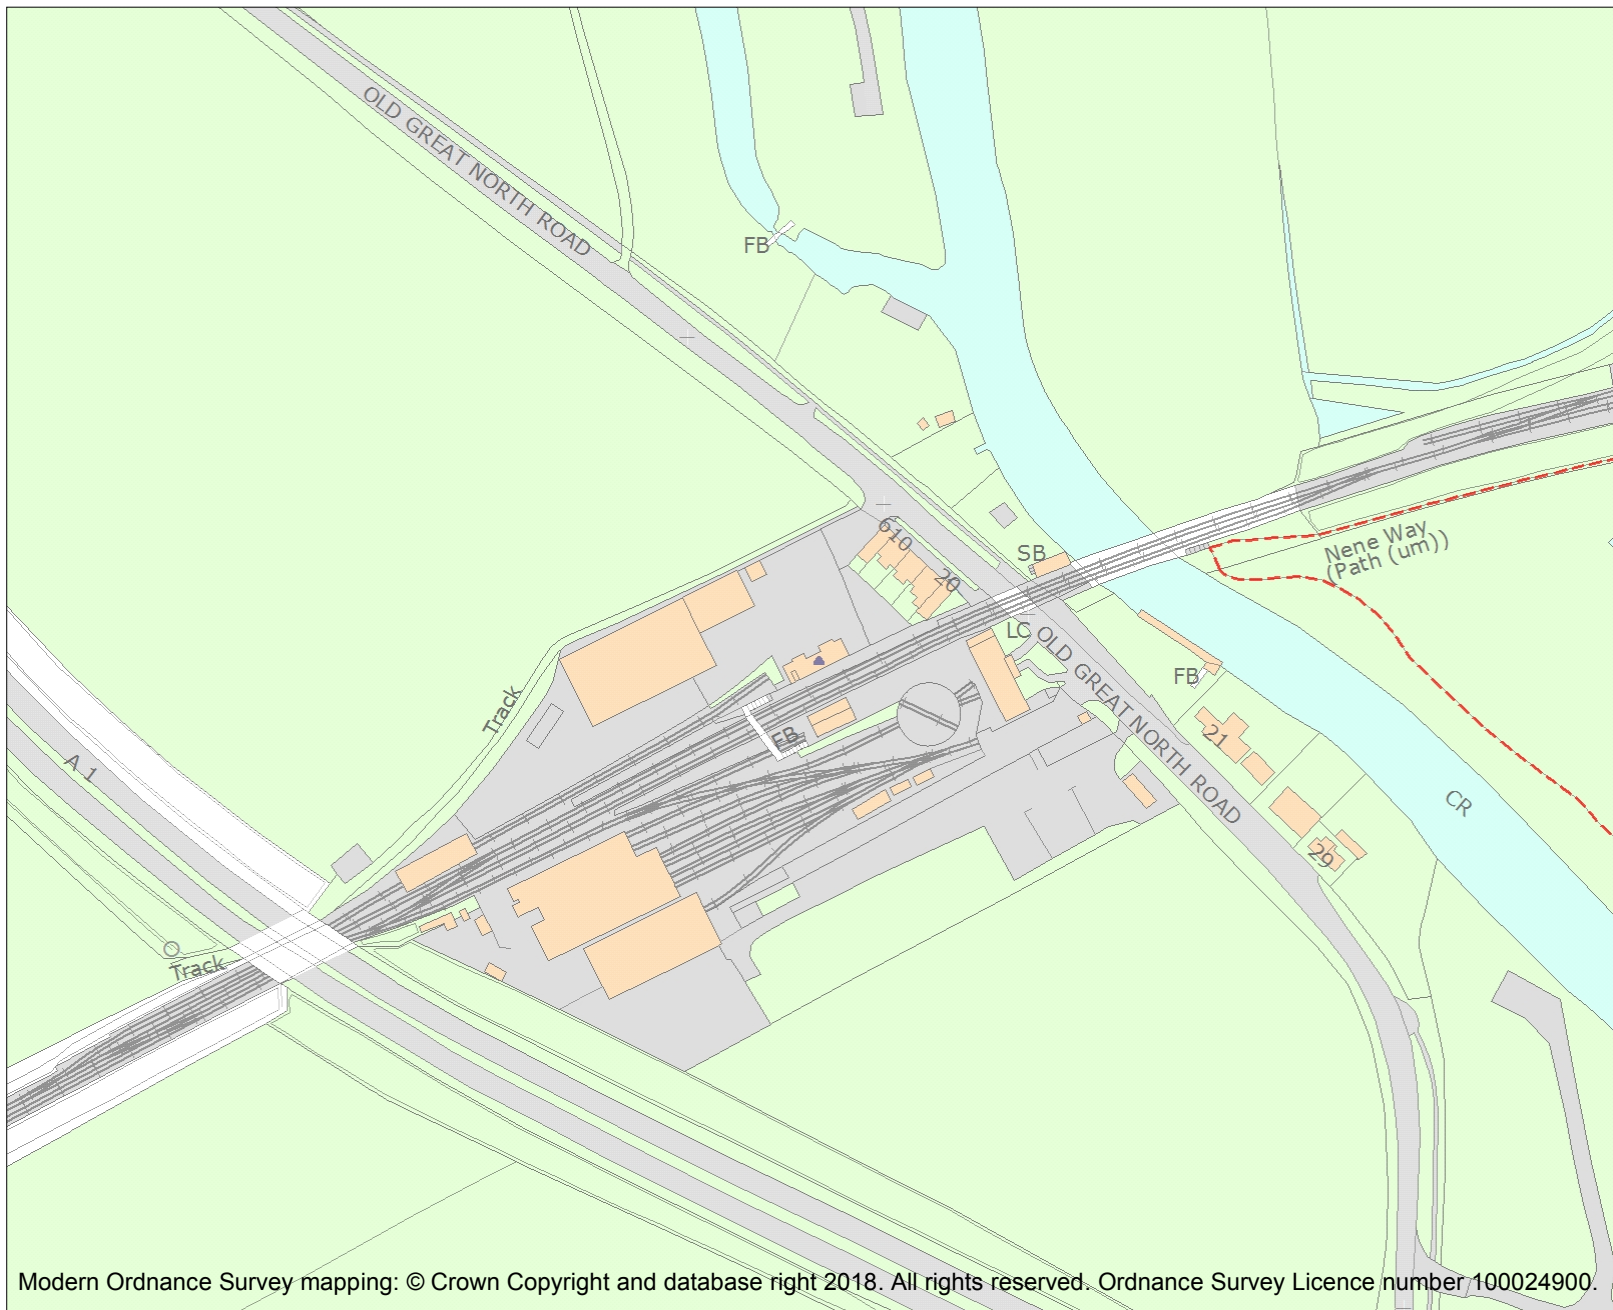 OLD GREAT NORTH ROAD
FB
610
20
SB
Nene Way
(Path (um))
LC
OLD GREAT NORTH ROAD
FB
Track
FB
21
A 1
CR
29
Track
Modern Ordnance Survey mapping: © Crown Copyright and database right 2018. All rights reserved. Ordnance Survey Licence number 100024900.